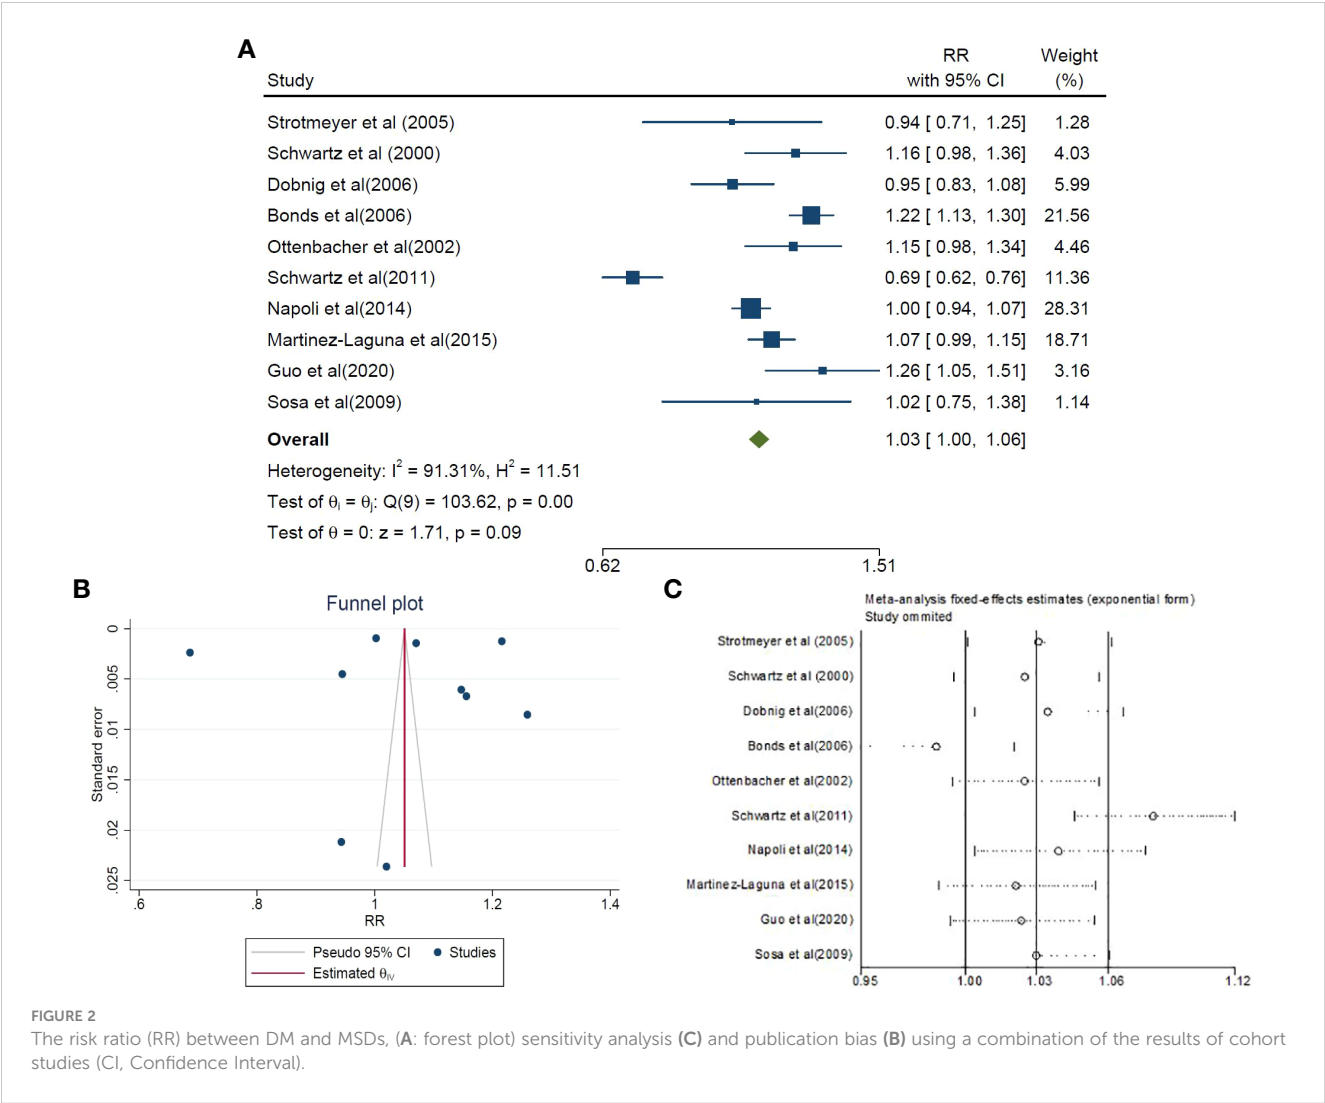 A
RR Weight
Study with 95% CI (%)
Strotmeyer et al (2005) 0.94 [ 0.71, 1.25] 1.28
Schwartz et al (2000) 1.16 [ 0.98, 1.36] 4.03
Dobnig et al(2006) 0.95 [ 0.83, 1.08] 5.99
Bonds et al(2006) 1.22 [ 1.13, 1.30] 21.56
Ottenbacher et al(2002) 1.15 [ 0.98, 1.34] 4.46
Schwartz et al(2011) 0.69 [ 0.62, 0.76] 11.36
Napoli et al(2014) 1.00 [ 0.94, 1.07] 28.31
Martinez-Laguna et al(2015) 1.07 [ 0.99, 1.15] 18.71
Guo et al(2020) 1.26 [ 1.05, 1.51] 3.16
Sosa et al(2009) 1.02 [ 0.75, 1.38] 1.14
Overall 1.03 [ 1.00, 1.06]
Heterogeneity: I² = 91.31%, H² = 11.51
Test of θi = θj: Q(9) = 103.62, p = 0.00
Test of θ = 0: z = 1.71, p = 0.09
0.62 1.51
B
Funnel plot
Standard error
0
.005
.01
.015
.02
.025
.6 .8 1 1.2 1.4
RR
Pseudo 95% CI Studies
Estimated θIV
C
Meta-analysis fixed-effects estimates (exponential form)
Study ommited
Strotmeyer et al (2005)
Schwartz et al (2000)
Dobnig et al(2006)
Bonds et al(2006)
Ottenbacher et al(2002)
Schwartz et al(2011)
Napoli et al(2014)
Martinez-Laguna et al(2015)
Guo et al(2020)
Sosa et al(2009)
0.95 1.00 1.03 1.06 1.12
FIGURE 2
The risk ratio (RR) between DM and MSDs, (A: forest plot) sensitivity analysis (C) and publication bias (B) using a combination of the results of cohort
studies (CI, Confidence Interval).